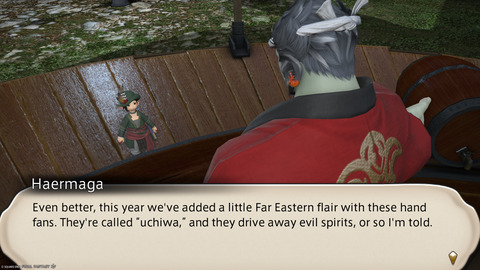 Haermaga
Even better, this year we've added a little Far Eastern flair with these hand
fans. They're called "uchiwa," and they drive away evil spirits, or so I'm told.